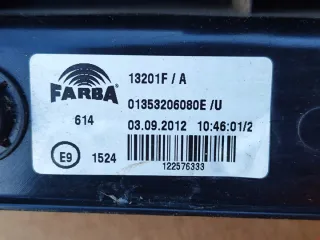 FARBA
13201F / A
01353206080E /U
614
03.09.2012 10:46:01/2
E9
1524
122576333